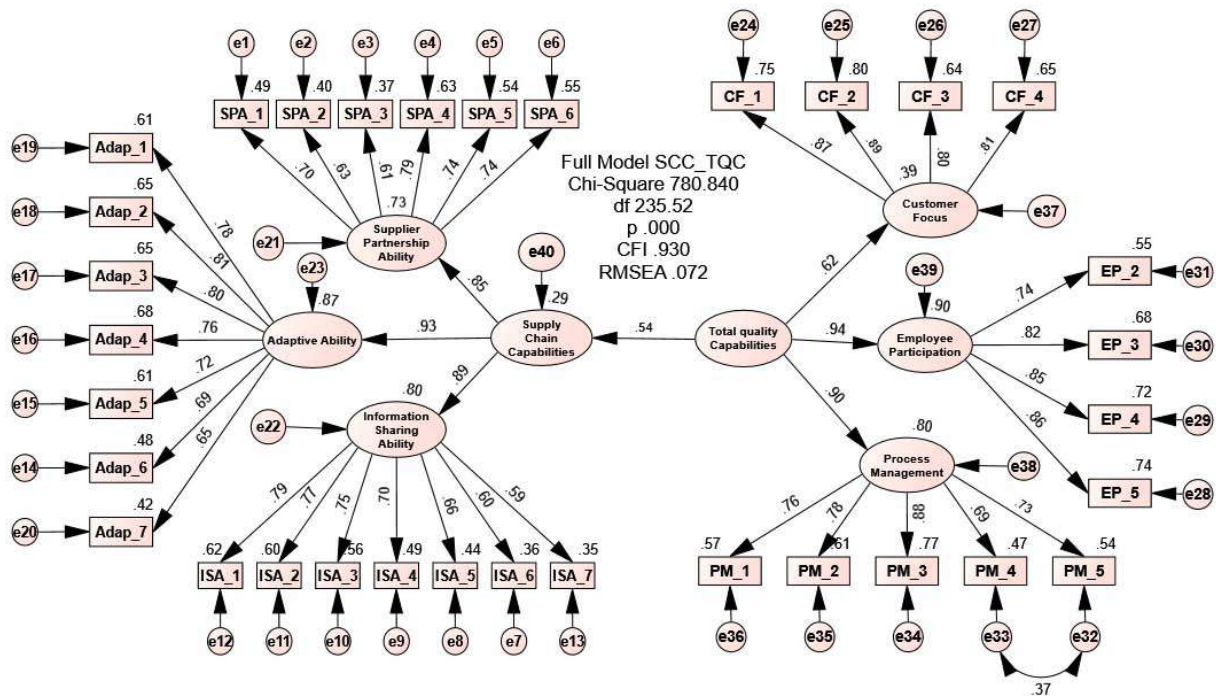 e1 e2 e3 e4 e5 e6
.49 .40 .37 .63 .54 .55
SPA_1 SPA_2 SPA_3 SPA_4 SPA_5 SPA_6
.70 .63 .61 .79 .74 .74
.73
Supplier
Partnership
Ability
e21
e24 e25 e26 e27
.75 .80 .64 .65
CF_1 CF_2 CF_3 CF_4
.87 .89 .80 .81
.39
Customer
Focus
e37
Full Model SCC_TQC
Chi-Square 780.840
df 235.52
p .000
CFI .930
RMSEA .072
.61
e19 Adap_1 .78
.65
e18 Adap_2 .81
.65
e17 Adap_3 .80
.68
e16 Adap_4 .76
.61
e15 Adap_5 .72
.48
e14 Adap_6 .69
.42
e20 Adap_7 .65
e23
.87
Adaptive Ability
.85
.93
.89
e40
.29
Supply
Chain
Capabilities
.54
Total quality
Capabilities
.62
.94
.90
e39
.90
Employee
Participation
.55
.74 EP_2 e31
.68
.82 EP_3 e30
.72
.85 EP_4 e29
.74
.86 EP_5 e28
.80
Information
Sharing
Ability
e22
.79 .77 .75 .70 .66 .60 .59
.62 .60 .56 .49 .44 .36 .35
ISA_1 ISA_2 ISA_3 ISA_4 ISA_5 ISA_6 ISA_7
e12 e11 e10 e9 e8 e7 e13
.80
Process
Management
e38
.76 .78 .88 .69 .73
.57 .61 .77 .47 .54
PM_1 PM_2 PM_3 PM_4 PM_5
e36 e35 e34 e33 e32
.37